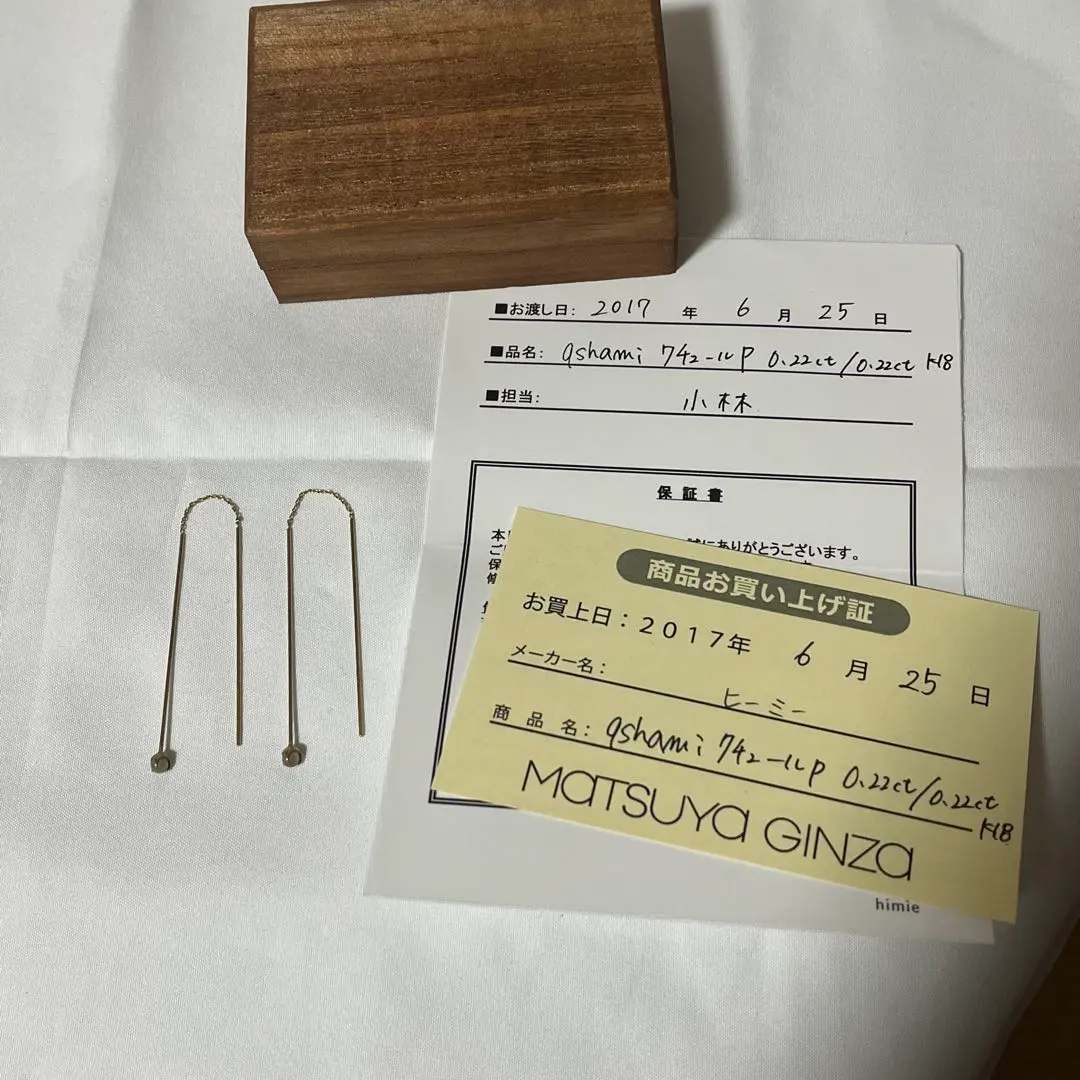 ■お渡し日: 2017 年 6 月 25 日
■品名: qshami フィニールP 0.22ct/0.22ct K18
■担当: 小林
保証書
誠にありがとうございます。
商品お買い上げ証
お買上日:2017年 6 月 25 日
メーカー名: ヒーミー
商品名: qshami フィニールP 0.22ct/0.22ct K18
MATSUYA GINZA
himie